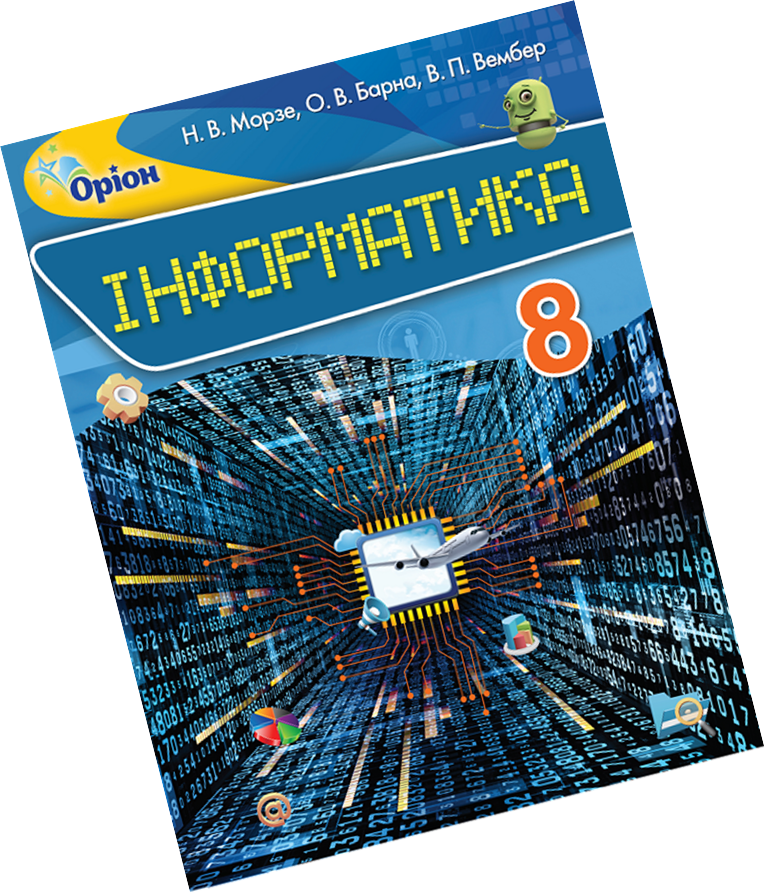 Н. В. Морзе, О. В. Барна, В. П. Вембер
Оріон
ІНФОРМАТИКА
8